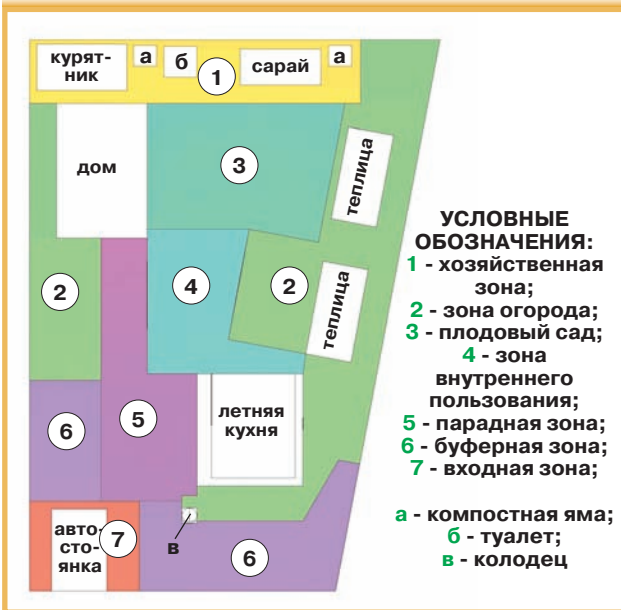 курят-
ник
а
б
сарай
а
1
дом
3
теплица
2
4
2
теплица
6
5
летняя
кухня
авто-
сто-
янка
7
в
6
УСЛОВНЫЕ
ОБОЗНАЧЕНИЯ:
1 - хозяйственная
зона;
2 - зона огорода;
3 - плодовый сад;
4 - зона
внутреннего
пользования;
5 - парадная зона;
6 - буферная зона;
7 - входная зона;
а - компостная яма;
б - туалет;
в - колодец